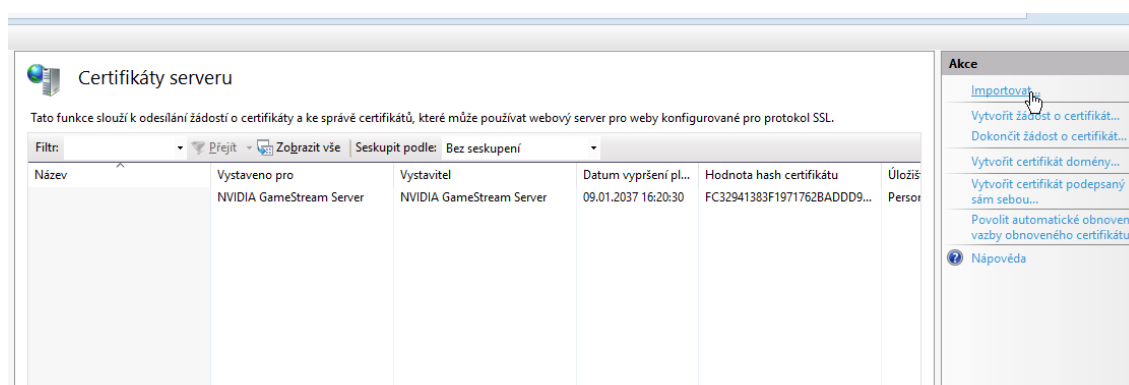 Certifikáty serveru
Tato funkce slouží k odesílání žádostí o certifikáty a ke správě certifikátů, které může používat webový server pro weby konfigurované pro protokol SSL.
Filtr: Přejít Zobrazit vše Seskupit podle: Bez seskupení
Název Vystaveno pro Vystavitel Datum vypršení pl... Hodnota hash certifikátu Úložiš
NVIDIA GameStream Server NVIDIA GameStream Server 09.01.2037 16:20:30 FC32941383F1971762BADDD9... Person
Akce
Importovat...
Vytvořit žádost o certifikát...
Dokončit žádost o certifikát...
Vytvořit certifikát domény...
Vytvořit certifikát podepsaný
sám sebou...
Povolit automatické obnoven
vazby obnoveného certifikátu
Nápověda